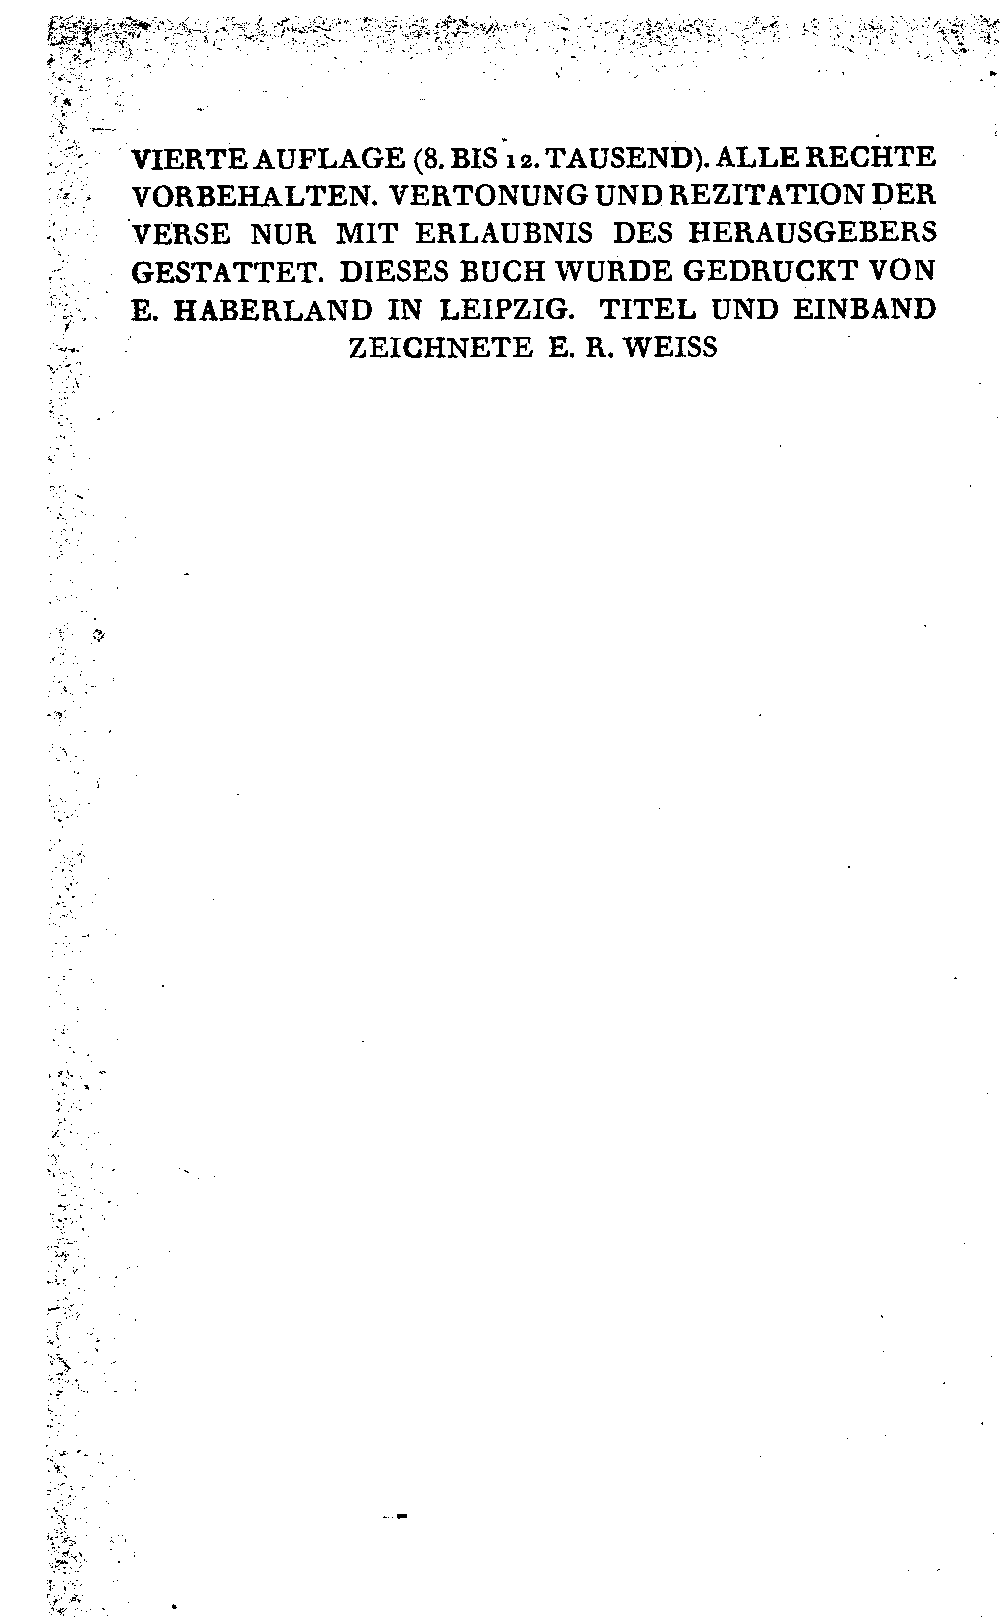 VIERTE AUFLAGE (8. BIS 12. TAUSEND). ALLE RECHTE
VORBEHALTEN. VERTONUNG UND REZITATION DER
VERSE NUR MIT ERLAUBNIS DES HERAUSGEBERS
GESTATTET. DIESES BUCH WURDE GEDRUCKT VON
E. HABERLAND IN LEIPZIG. TITEL UND EINBAND
ZEICHNETE E. R. WEISS